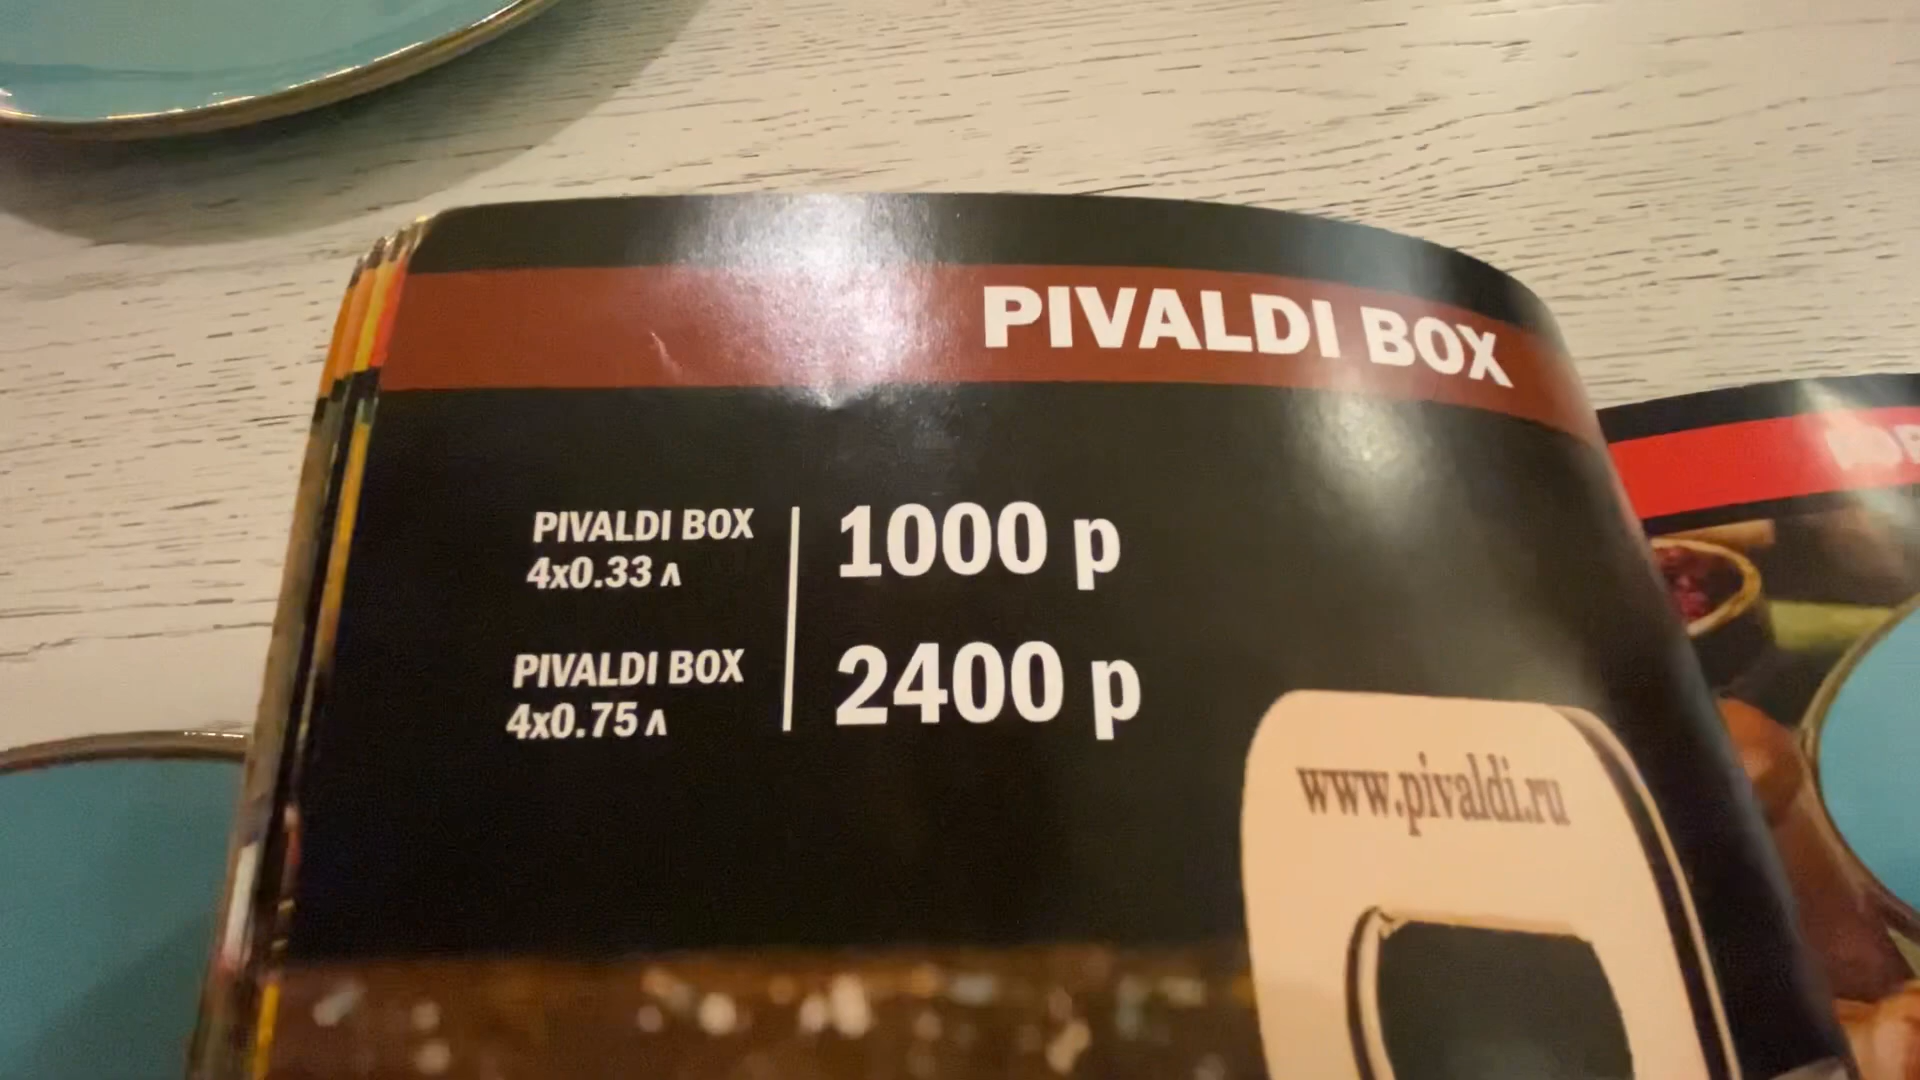 PIVALDI BOX
PIVALDI BOX
4x0.33 л
1000 р
PIVALDI BOX
4x0.75 л
2400 р
www.pivaldi.ru